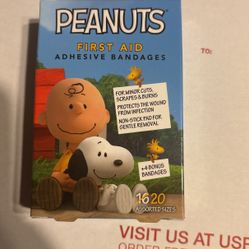 PEANUTS
FIRST AID
ADHESIVE BANDAGES
TO:
FOR MINOR CUTS,
SCRAPES & BURNS
PROTECTS THE WOUND
FROM INFECTION
NON-STICK PAD FOR
GENTLE REMOVAL
+4 BONUS
BANDAGES
16 20
ASSORTED SIZES
VISIT US AT US